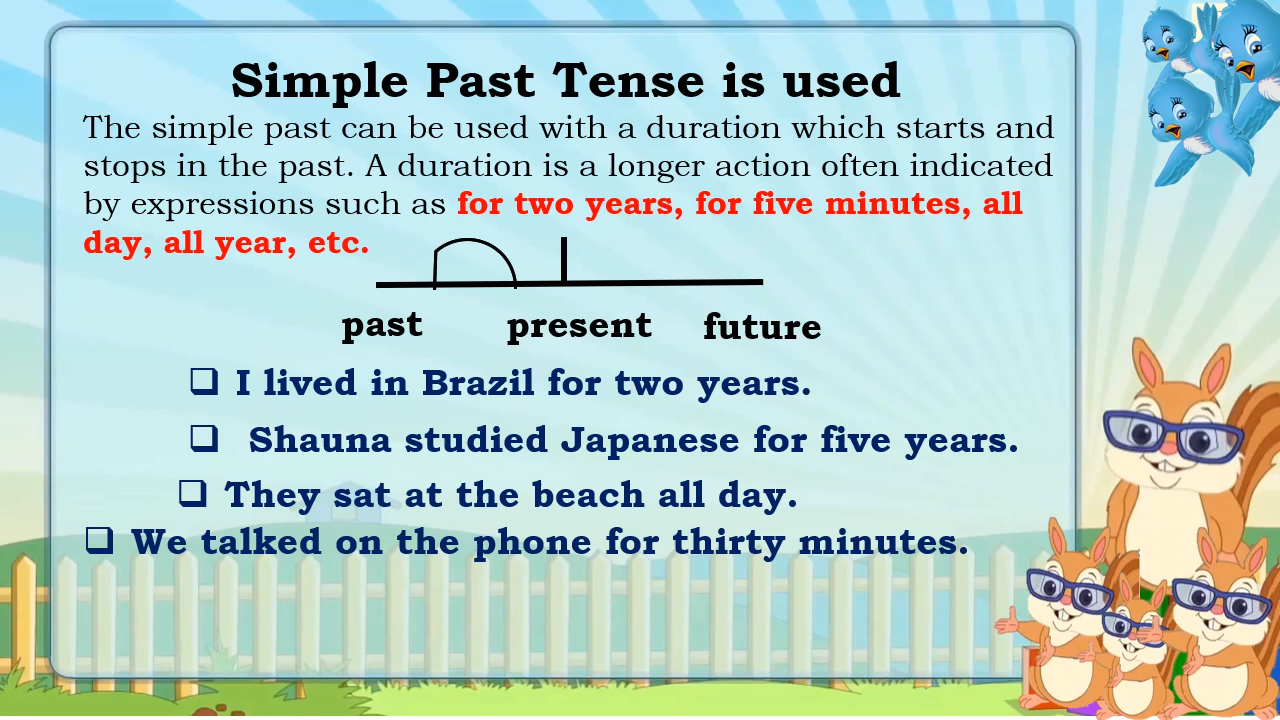 Simple Past Tense is used
The simple past can be used with a duration which starts and
stops in the past. A duration is a longer action often indicated
by expressions such as for two years, for five minutes, all
day, all year, etc.
past present future
❑ I lived in Brazil for two years.
❑ Shauna studied Japanese for five years.
❑ They sat at the beach all day.
❑ We talked on the phone for thirty minutes.